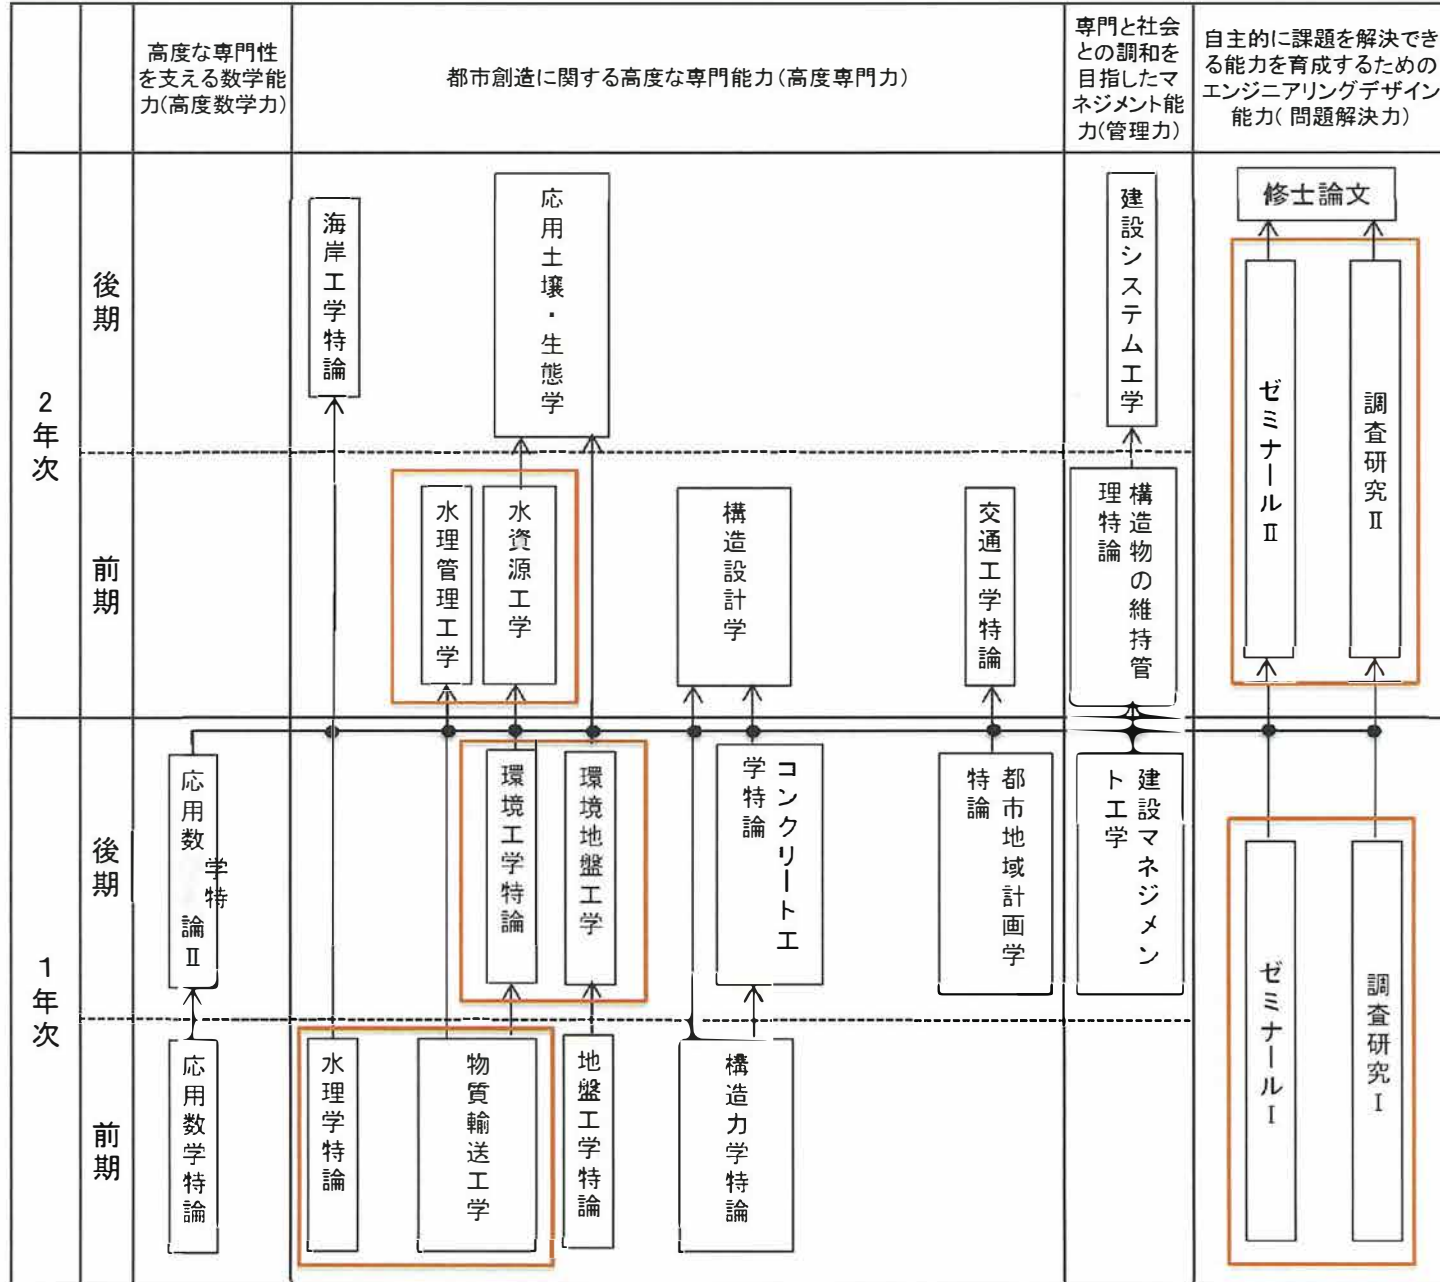 高度な専門性
を支える数学能
力(高度数学力)
都市創造に関する高度な専門能力(高度専門力)
専門と社会
との調和を
目指したマ
ネジメント能
力(管理力)
自主的に課題を解決でき
る能力を育成するための
エンジニアリングデザイン
能力( 問題解決力)
2年次
後期
海岸工学特論
応用土壌・生態学
建設システム工学
修士論文
前期
水理管理工学
水資源工学
構造設計学
交通工学特論
構造物の維持管
理特論
ゼミナールⅡ
調査研究Ⅱ
1年次
後期
応用数
学特
論Ⅱ
環境工学特論
環境地盤工学
コンクリートエ
学特論
都市地域計画学
特論
建設マネジメン
ト工学
前期
応用数学特論
水理学特論
物質輸送工学
地盤工学特論
構造力学特論
ゼミナールⅠ
調査研究Ⅰ